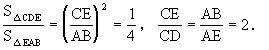 S△CDE/S△EAB = (CE/AB)² = 1/4, CE/CD = AB/AE = 2.